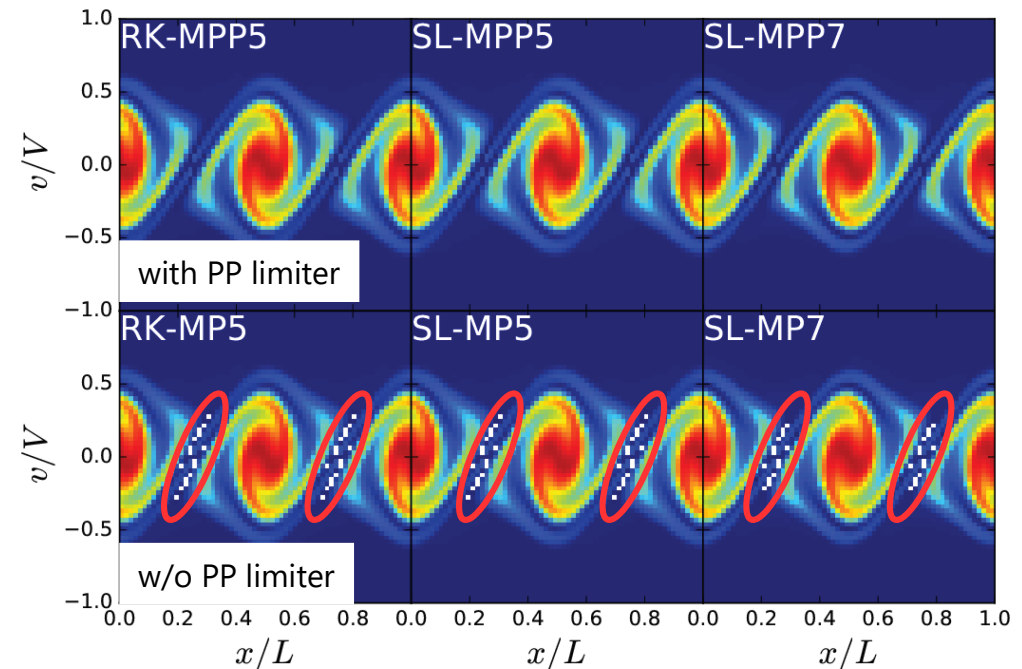 RK-MPP5 SL-MPP5 SL-MPP7
1.0
0.5
0.0
−0.5
−1.0
v/V
with PP limiter
RK-MP5 SL-MP5 SL-MP7
0.5
0.0
−0.5
−1.0
v/V
w/o PP limiter
0.0 0.2 0.4 0.6 0.8 0.0 0.2 0.4 0.6 0.8 0.0 0.2 0.4 0.6 0.8 1.0
x/L x/L x/L